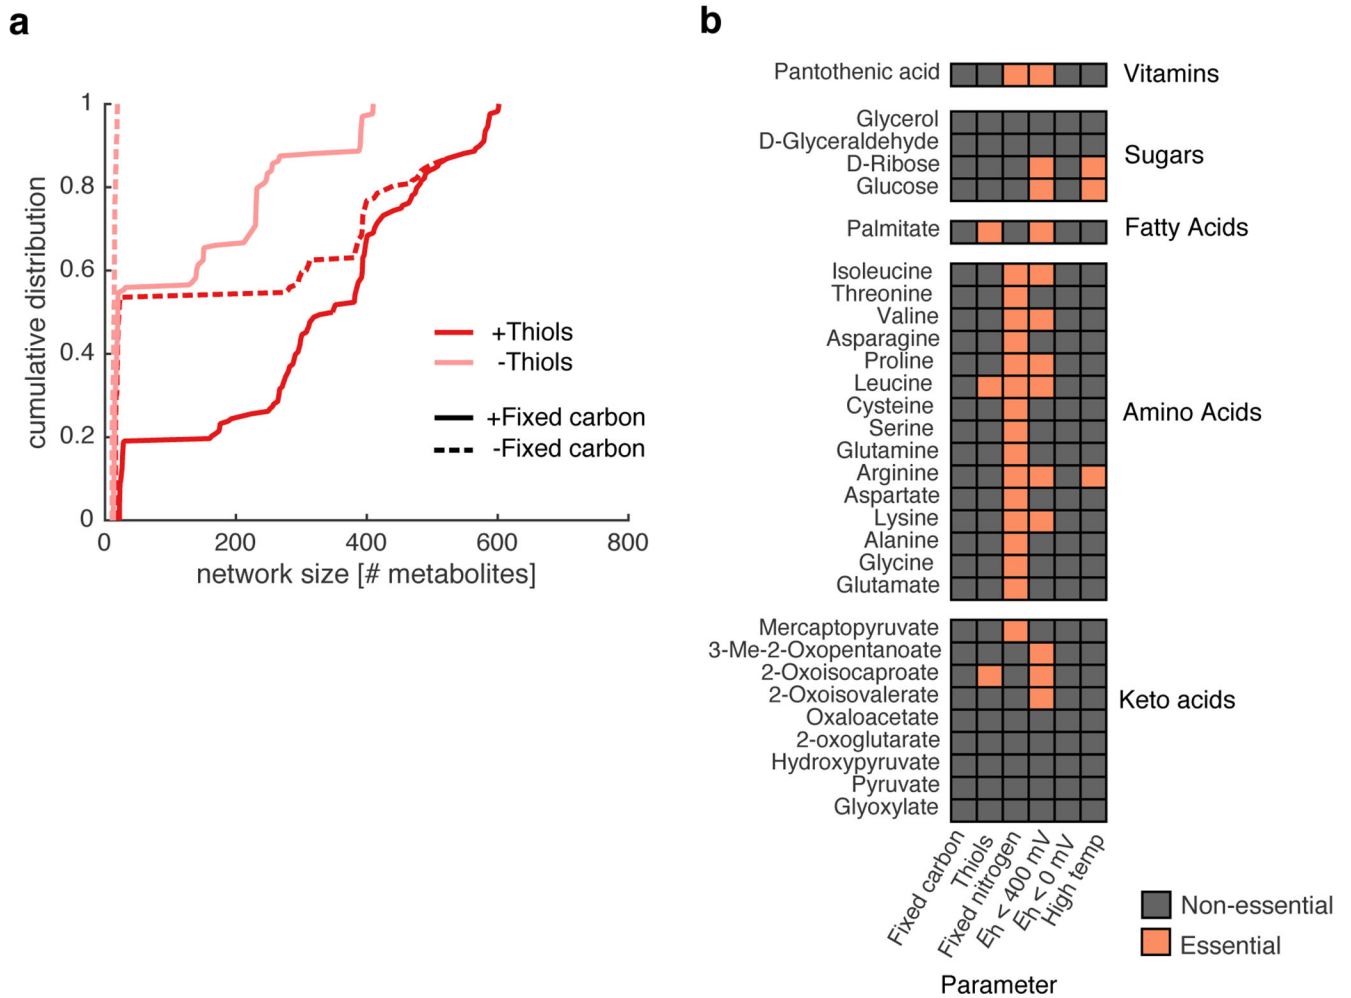 a
b
1
0.8
0.6
0.4
0.2
0
cumulative distribution
0
200
400
600
800
network size [# metabolites]
+Thiols
-Thiols
+Fixed carbon
-Fixed carbon
Pantothenic acid
Vitamins
Glycerol
D-Glyceraldehyde
D-Ribose
Glucose
Sugars
Palmitate
Fatty Acids
Isoleucine
Threonine
Valine
Asparagine
Proline
Leucine
Cysteine
Serine
Glutamine
Arginine
Aspartate
Lysine
Alanine
Glycine
Glutamate
Amino Acids
Mercaptopyruvate
3-Me-2-Oxopentanoate
2-Oxoisocaproate
2-Oxoisovalerate
Oxaloacetate
2-oxoglutarate
Hydroxypyruvate
Pyruvate
Glyoxylate
Keto acids
Fixed carbon
Thiols
Fixed nitrogen
Eh < 400 mV
Eh < 0 mV
High temp
Parameter
Non-essential
Essential